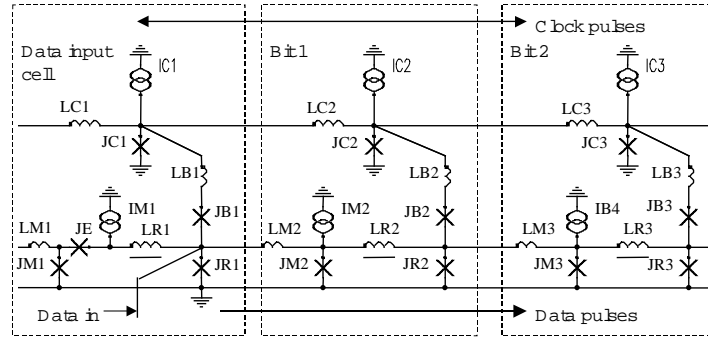 Clock pulses
Data input cell
Bit1
Bit2
IC1
IC2
IC3
LC1
LC2
LC3
JC1
JC2
JC3
LB1
LB2
LB3
IM1
IM2
IB4
JB1
JB2
JB3
LM1
JE
LR1
LM2
LR2
LM3
LR3
JM1
JR1
JM2
JR2
JM3
JR3
Data in
Data pulses